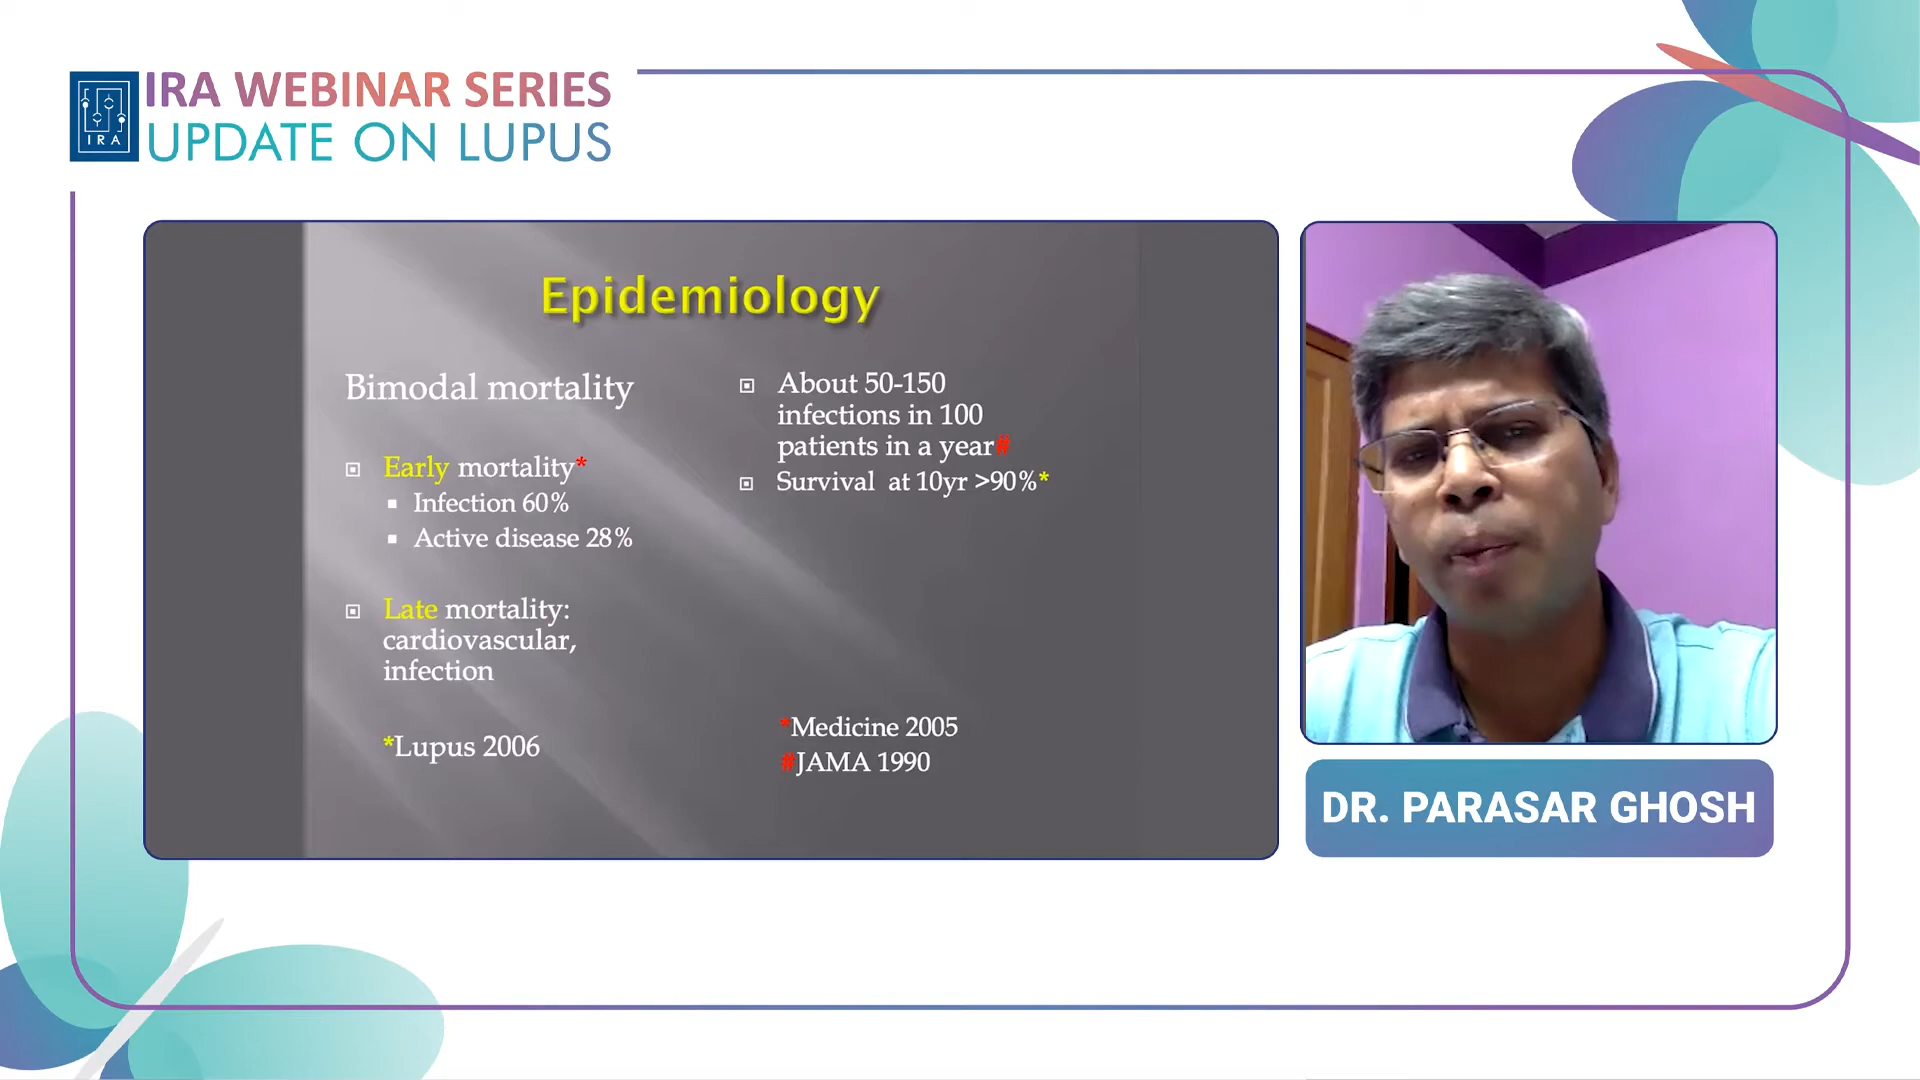 IRA
IRA WEBINAR SERIES
UPDATE ON LUPUS
Epidemiology
Bimodal mortality
Early mortality*
Infection 60%
Active disease 28%
Late mortality:
cardiovascular,
infection
*Lupus 2006
About 50-150
infections in 100
patients in a year#
Survival at 10yr >90%*
*Medicine 2005
#JAMA 1990
DR. PARASAR GHOSH